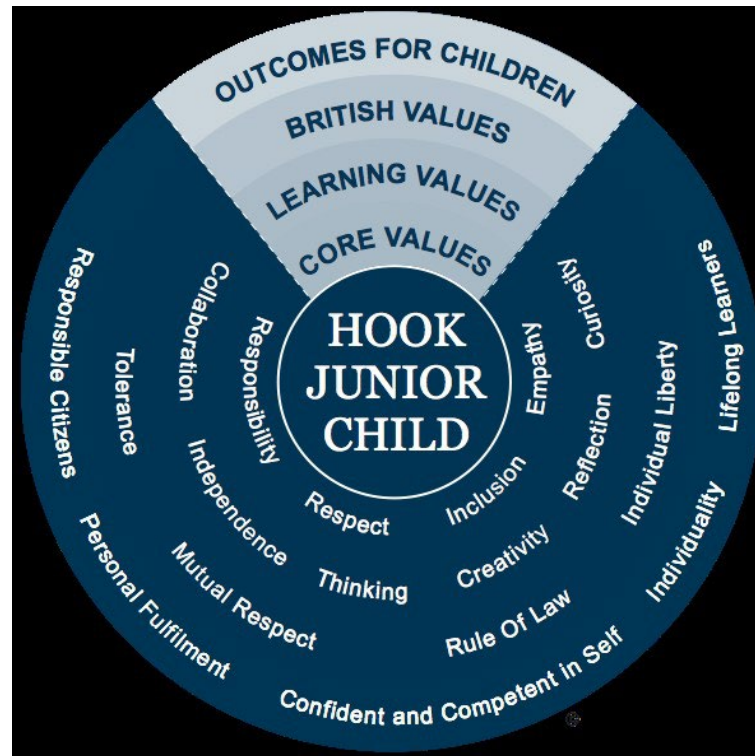 OUTCOMES FOR CHILDREN
BRITISH VALUES
LEARNING VALUES
CORE VALUES
HOOK
JUNIOR
CHILD
Empathy
Inclusion
Respect
Responsibility
Curiosity
Reflection
Creativity
Thinking
Independence
Collaboration
Individual Liberty
Rule Of Law
Mutual Respect
Tolerance
Lifelong Learners
Individuality
Confident and Competent in Self
Personal Fulfilment
Responsible Citizens